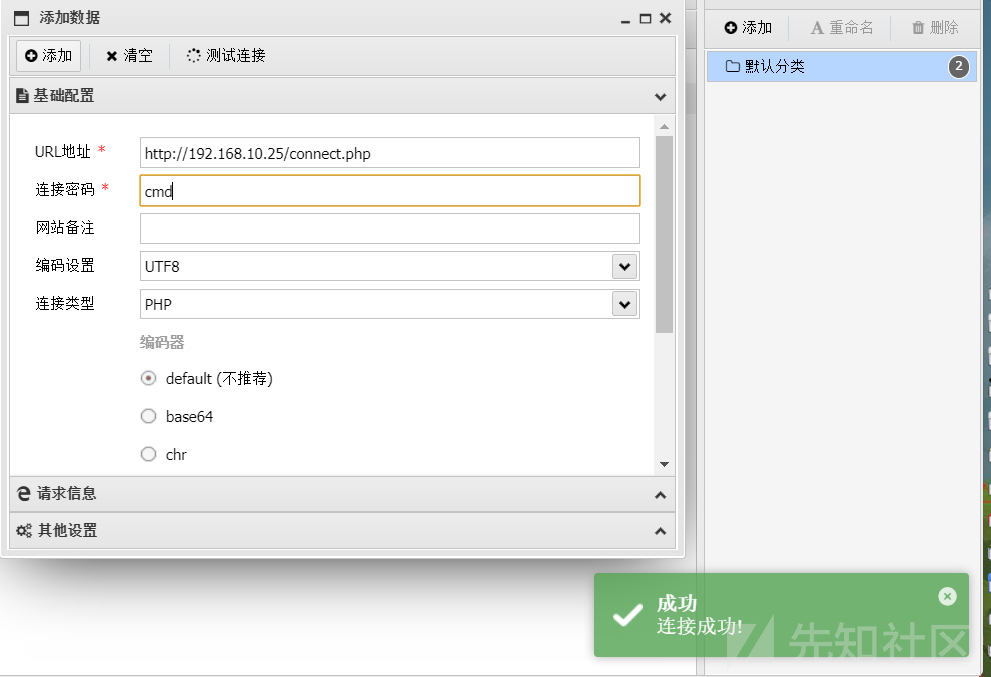 添加数据
添加 清空 测试连接
基础配置
URL地址 * http://192.168.10.25/connect.php
连接密码 * cmd
网站备注
编码设置 UTF8
连接类型 PHP
编码器
default (不推荐)
base64
chr
请求信息
其他设置
添加 A 重命名 删除
默认分类 2
成功
连接成功!
先知社区